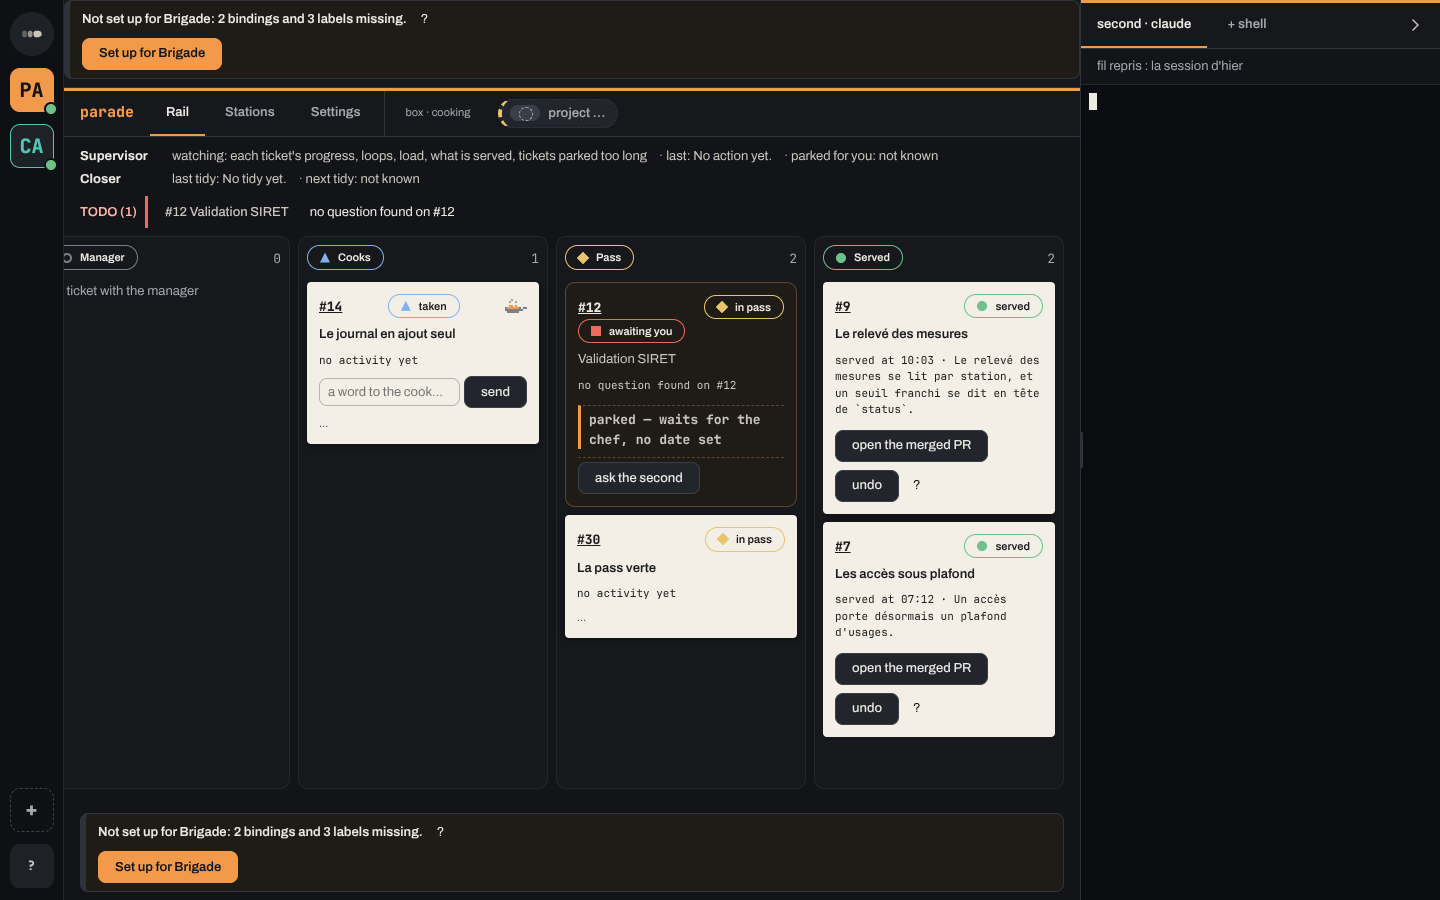 Not set up for Brigade: 2 bindings and 3 labels missing. ?
Set up for Brigade
PA
CA
+
?
parade Rail Stations Settings box · cooking project ...
Supervisor watching: each ticket's progress, loops, load, what is served, tickets parked too long · last: No action yet. · parked for you: not known
Closer last tidy: No tidy yet. · next tidy: not known
TODO (1) #12 Validation SIRET no question found on #12
Manager 0
ticket with the manager
Cooks 1
#14 taken
Le journal en ajout seul
no activity yet
a word to the cook... send
...
Pass 2
#12 in pass
awaiting you
Validation SIRET
no question found on #12
parked — waits for the
chef, no date set
ask the second
#30 in pass
La pass verte
no activity yet
...
Served 2
#9 served
Le relevé des mesures
served at 10:03 · Le relevé des
mesures se lit par station, et
un seuil franchi se dit en tête
de `status`.
open the merged PR
undo ?
#7 served
Les accès sous plafond
served at 07:12 · Un accès
porte désormais un plafond
d'usages.
open the merged PR
undo ?
Not set up for Brigade: 2 bindings and 3 labels missing. ?
Set up for Brigade
second · claude + shell
fil repris : la session d'hier